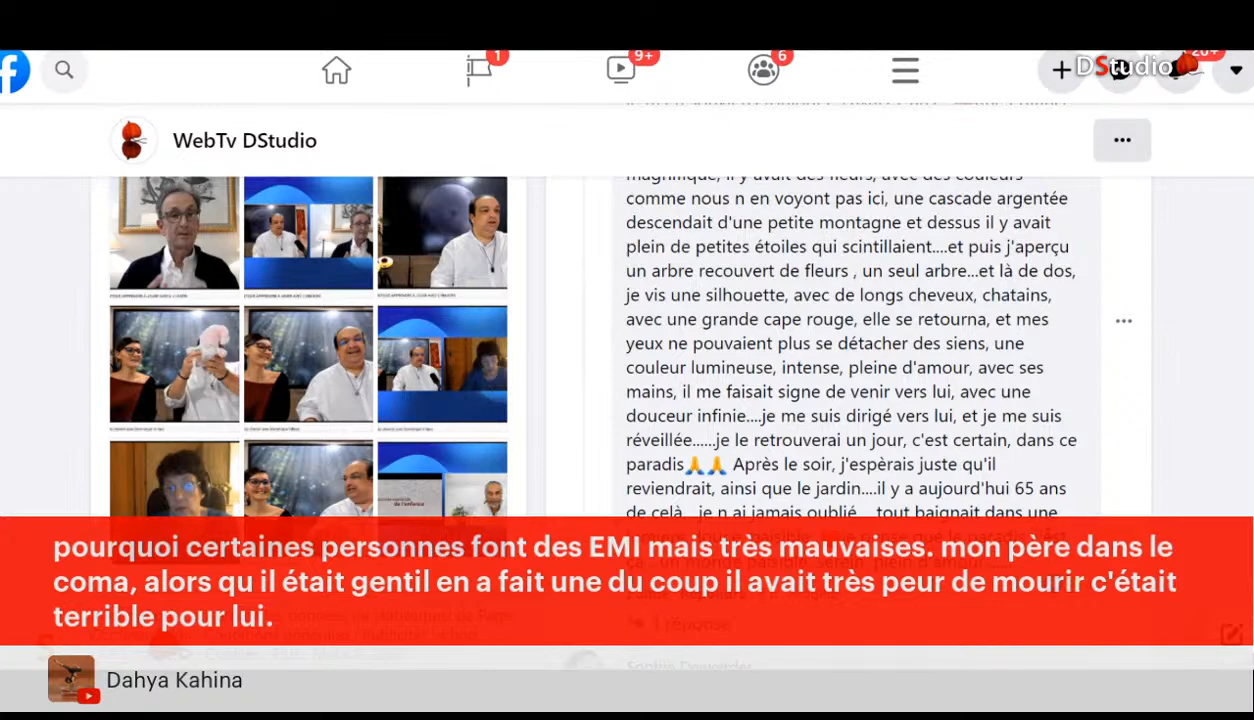 1
9+
6
20+
DStudio
WebTv DStudio
magnifique, il y avait des fleurs, avec des couleurs
comme nous n en voyont pas ici, une cascade argentée
descendait d'une petite montagne et dessus il y avait
plein de petites étoiles qui scintillaient....et puis j'aperçu
un arbre recouvert de fleurs , un seul arbre...et là de dos,
je vis une silhouette, avec de longs cheveux, chatains,
avec une grande cape rouge, elle se retourna, et mes
yeux ne pouvaient plus se détacher des siens, une
couleur lumineuse, intense, pleine d'amour, avec ses
mains, il me faisait signe de venir vers lui, avec une
douceur infinie....je me suis dirigé vers lui, et je me suis
réveillée......je le retrouverai un jour, c'est certain, dans ce
paradis🙏🙏 Après le soir, j'espèrais juste qu'il
reviendrait, ainsi que le jardin....il y a aujourd'hui 65 ans
de celà...je n ai jamais oublié....tout baignait dans une
pourquoi certaines personnes font des EMI mais très mauvaises. mon père dans le
coma, alors qu il était gentil en a fait une du coup il avait très peur de mourir c'était
terrible pour lui.
1 réponse
Dahya Kahina